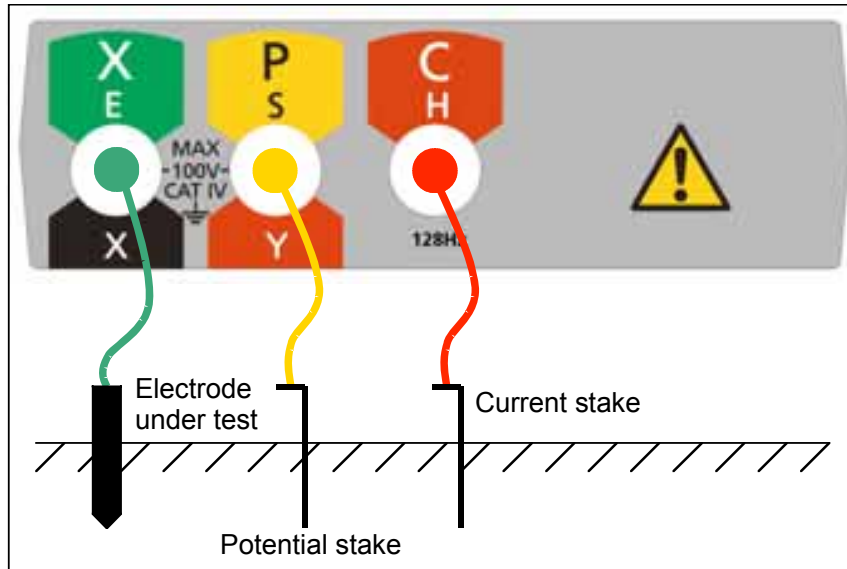 X P C
E S H
MAX
~100V~
CAT IV
X Y
128Hz
Electrode
under test
Current stake
Potential stake